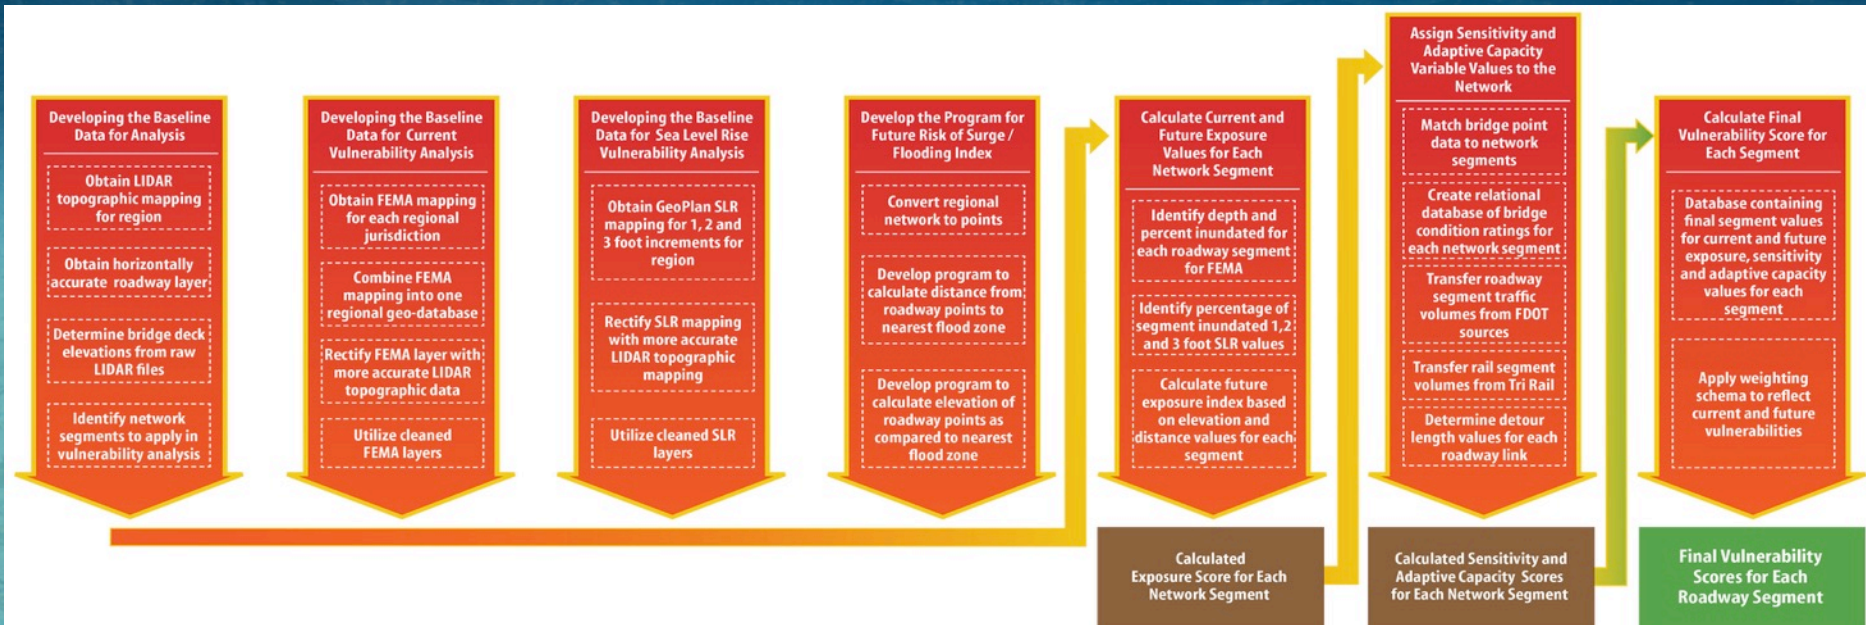 Developing the Baseline
Data for Analysis
Obtain LIDAR
topographic mapping
for region
Obtain horizontally
accurate roadway layer
Determine bridge deck
elevations from raw
LIDAR files
Identify network
segments to apply in
vulnerability analysis
Developing the Baseline
Data for Current
Vulnerability Analysis
Obtain FEMA mapping
for each regional
jurisdiction
Combine FEMA
mapping into one
regional geo-database
Rectify FEMA layer with
more accurate LIDAR
topographic data
Utilize cleaned
FEMA layers
Developing the Baseline
Data for Sea Level Rise
Vulnerability Analysis
Obtain GeoPlan SLR
mapping for 1, 2 and
3 foot increments for
region
Rectify SLR mapping
with more accurate
LIDAR topographic
mapping
Utilize cleaned SLR
layers
Develop the Program for
Future Risk of Surge /
Flooding Index
Convert regional
network to points
Develop program to
calculate distance from
roadway points to
nearest flood zone
Develop program to
calculate elevation of
roadway points as
compared to nearest
flood zone
Calculate Current and
Future Exposure
Values for Each
Network Segment
Identify depth and
percent inundated for
each roadway segment
for FEMA
Identify percentage of
segment inundated 1,2
and 3 foot SLR values
Calculate future
exposure index based
on elevation and
distance values for each
segment
Calculated
Exposure Score for Each
Network Segment
Assign Sensitivity and
Adaptive Capacity
Variable Values to the
Network
Match bridge point
data to network
segments
Create relational
database of bridge
condition ratings for
each network segment
Transfer roadway
segment traffic
volumes from FDOT
sources
Transfer rail segment
volumes from Tri Rail
Determine detour
length values for each
roadway link
Calculated Sensitivity and
Adaptive Capacity Scores
for Each Network Segment
Calculate Final
Vulnerability Score for
Each Segment
Database containing
final segment values
for current and future
exposure, sensitivity
and adaptive capacity
values for each
segment
Apply weighting
schema to reflect
current and future
vulnerabilities
Final Vulnerability
Scores for Each
Roadway Segment